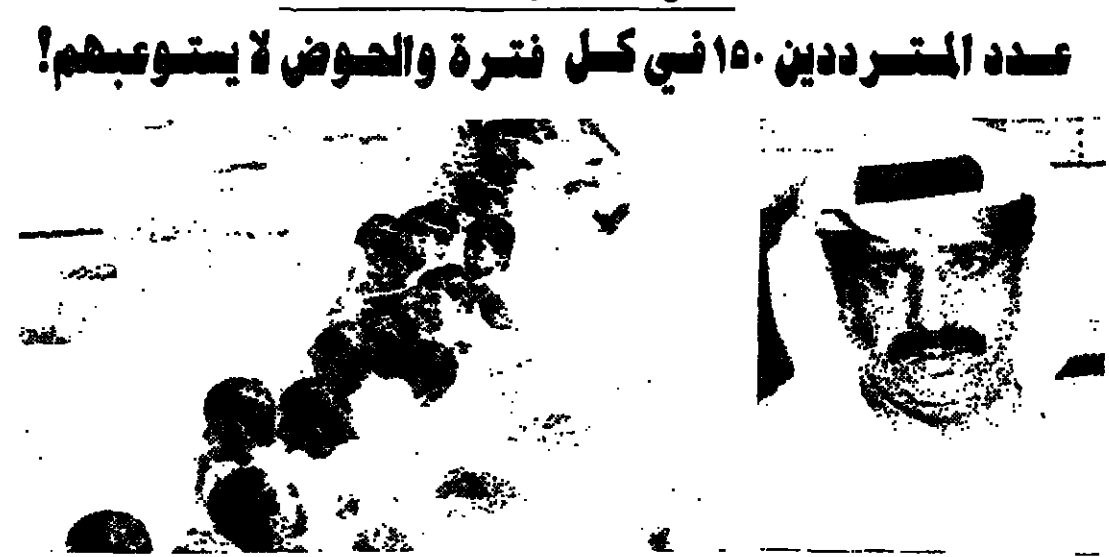 عدد المترددين ١٥٠ في كل فترة والحوض لا يستوعبهم؟